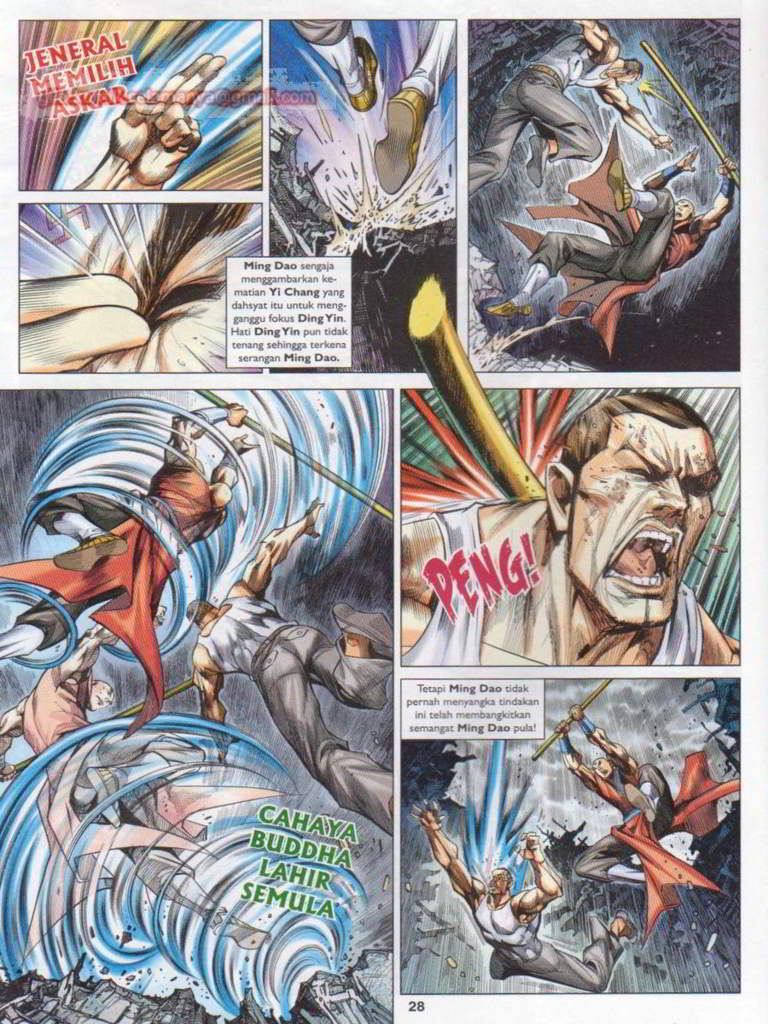 JENERAL
MEMILIH
ASKAR
Ming Dao sengaja
menggambarkan ke-
matian Yi Chang yang
dahsyat itu untuk meng-
ganggu fokus Ding Yin.
Hati Ding Yin pun tidak
tenang sehingga terkena
serangan Ming Dao.
PENG!
CAHAYA
BUDDHA
LAHIR
SEMULA
Tetapi Ming Dao tidak
pernah menyangka tindakan
ini telah membangkitkan
semangat Ming Dao pula!
28